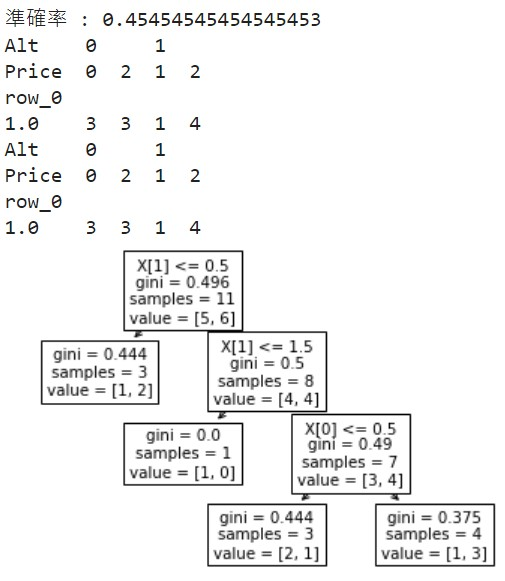 準確率 : 0.45454545454545453
Alt    0     1
Price  0  2  1  2
row_0
1.0    3  3  1  4
Alt    0     1
Price  0  2  1  2
row_0
1.0    3  3  1  4
X[1] <= 0.5
gini = 0.496
samples = 11
value = [5, 6]
gini = 0.444
samples = 3
value = [1, 2]
X[1] <= 1.5
gini = 0.5
samples = 8
value = [4, 4]
gini = 0.0
samples = 1
value = [1, 0]
X[0] <= 0.5
gini = 0.49
samples = 7
value = [3, 4]
gini = 0.444
samples = 3
value = [2, 1]
gini = 0.375
samples = 4
value = [1, 3]